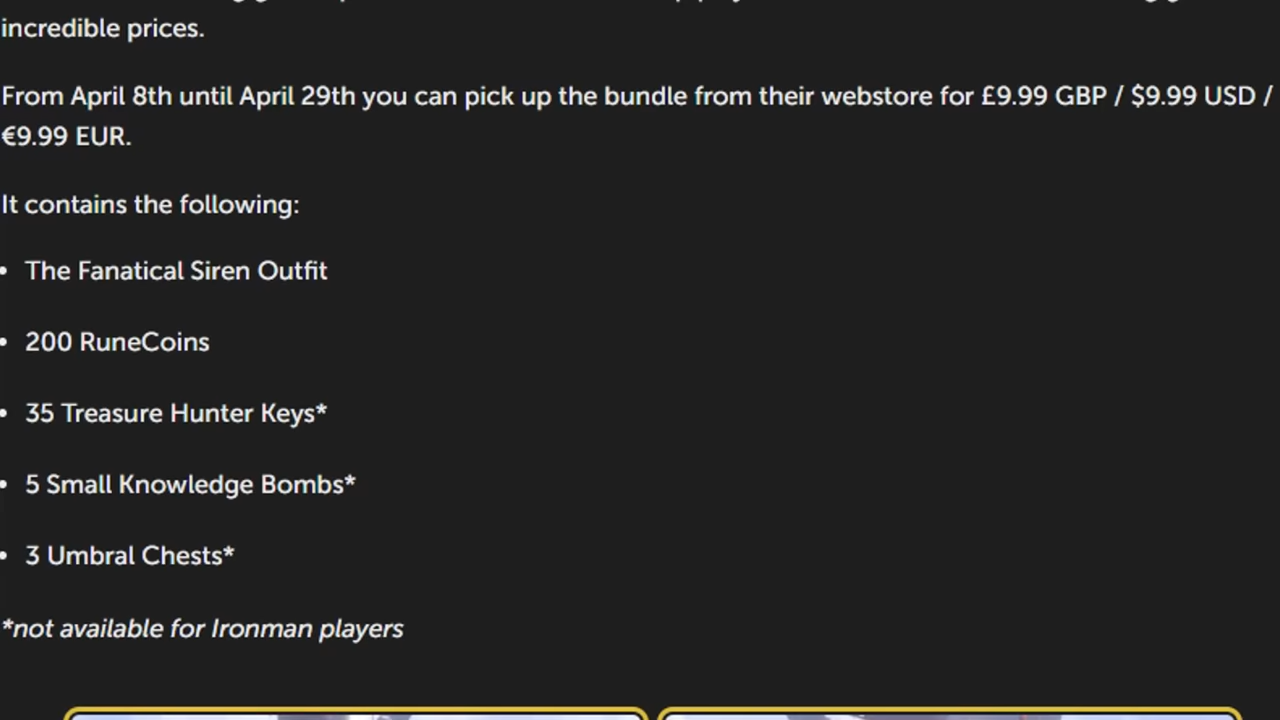 incredible prices.
From April 8th until April 29th you can pick up the bundle from their webstore for £9.99 GBP / $9.99 USD /
€9.99 EUR.
It contains the following:
• The Fanatical Siren Outfit
• 200 RuneCoins
• 35 Treasure Hunter Keys*
• 5 Small Knowledge Bombs*
• 3 Umbral Chests*
*not available for Ironman players